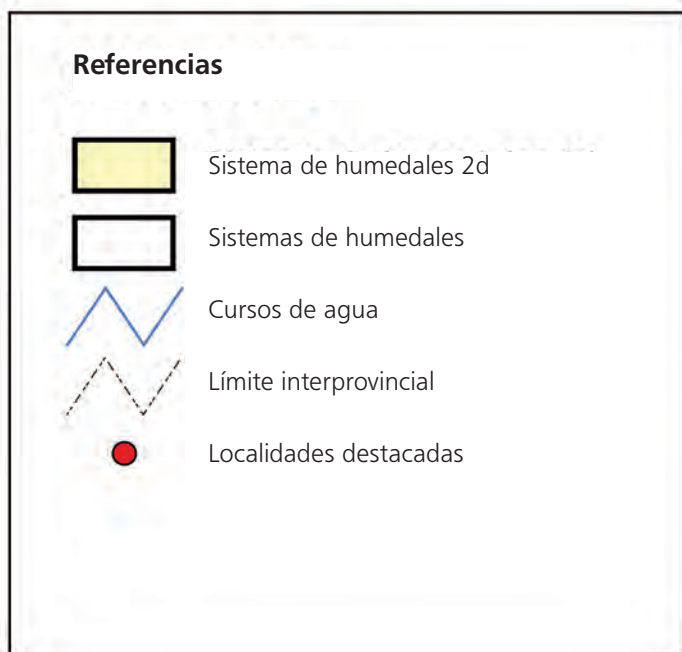 Referencias
Sistema de humedales 2d
Sistemas de humedales
Cursos de agua
Límite interprovincial
Localidades destacadas